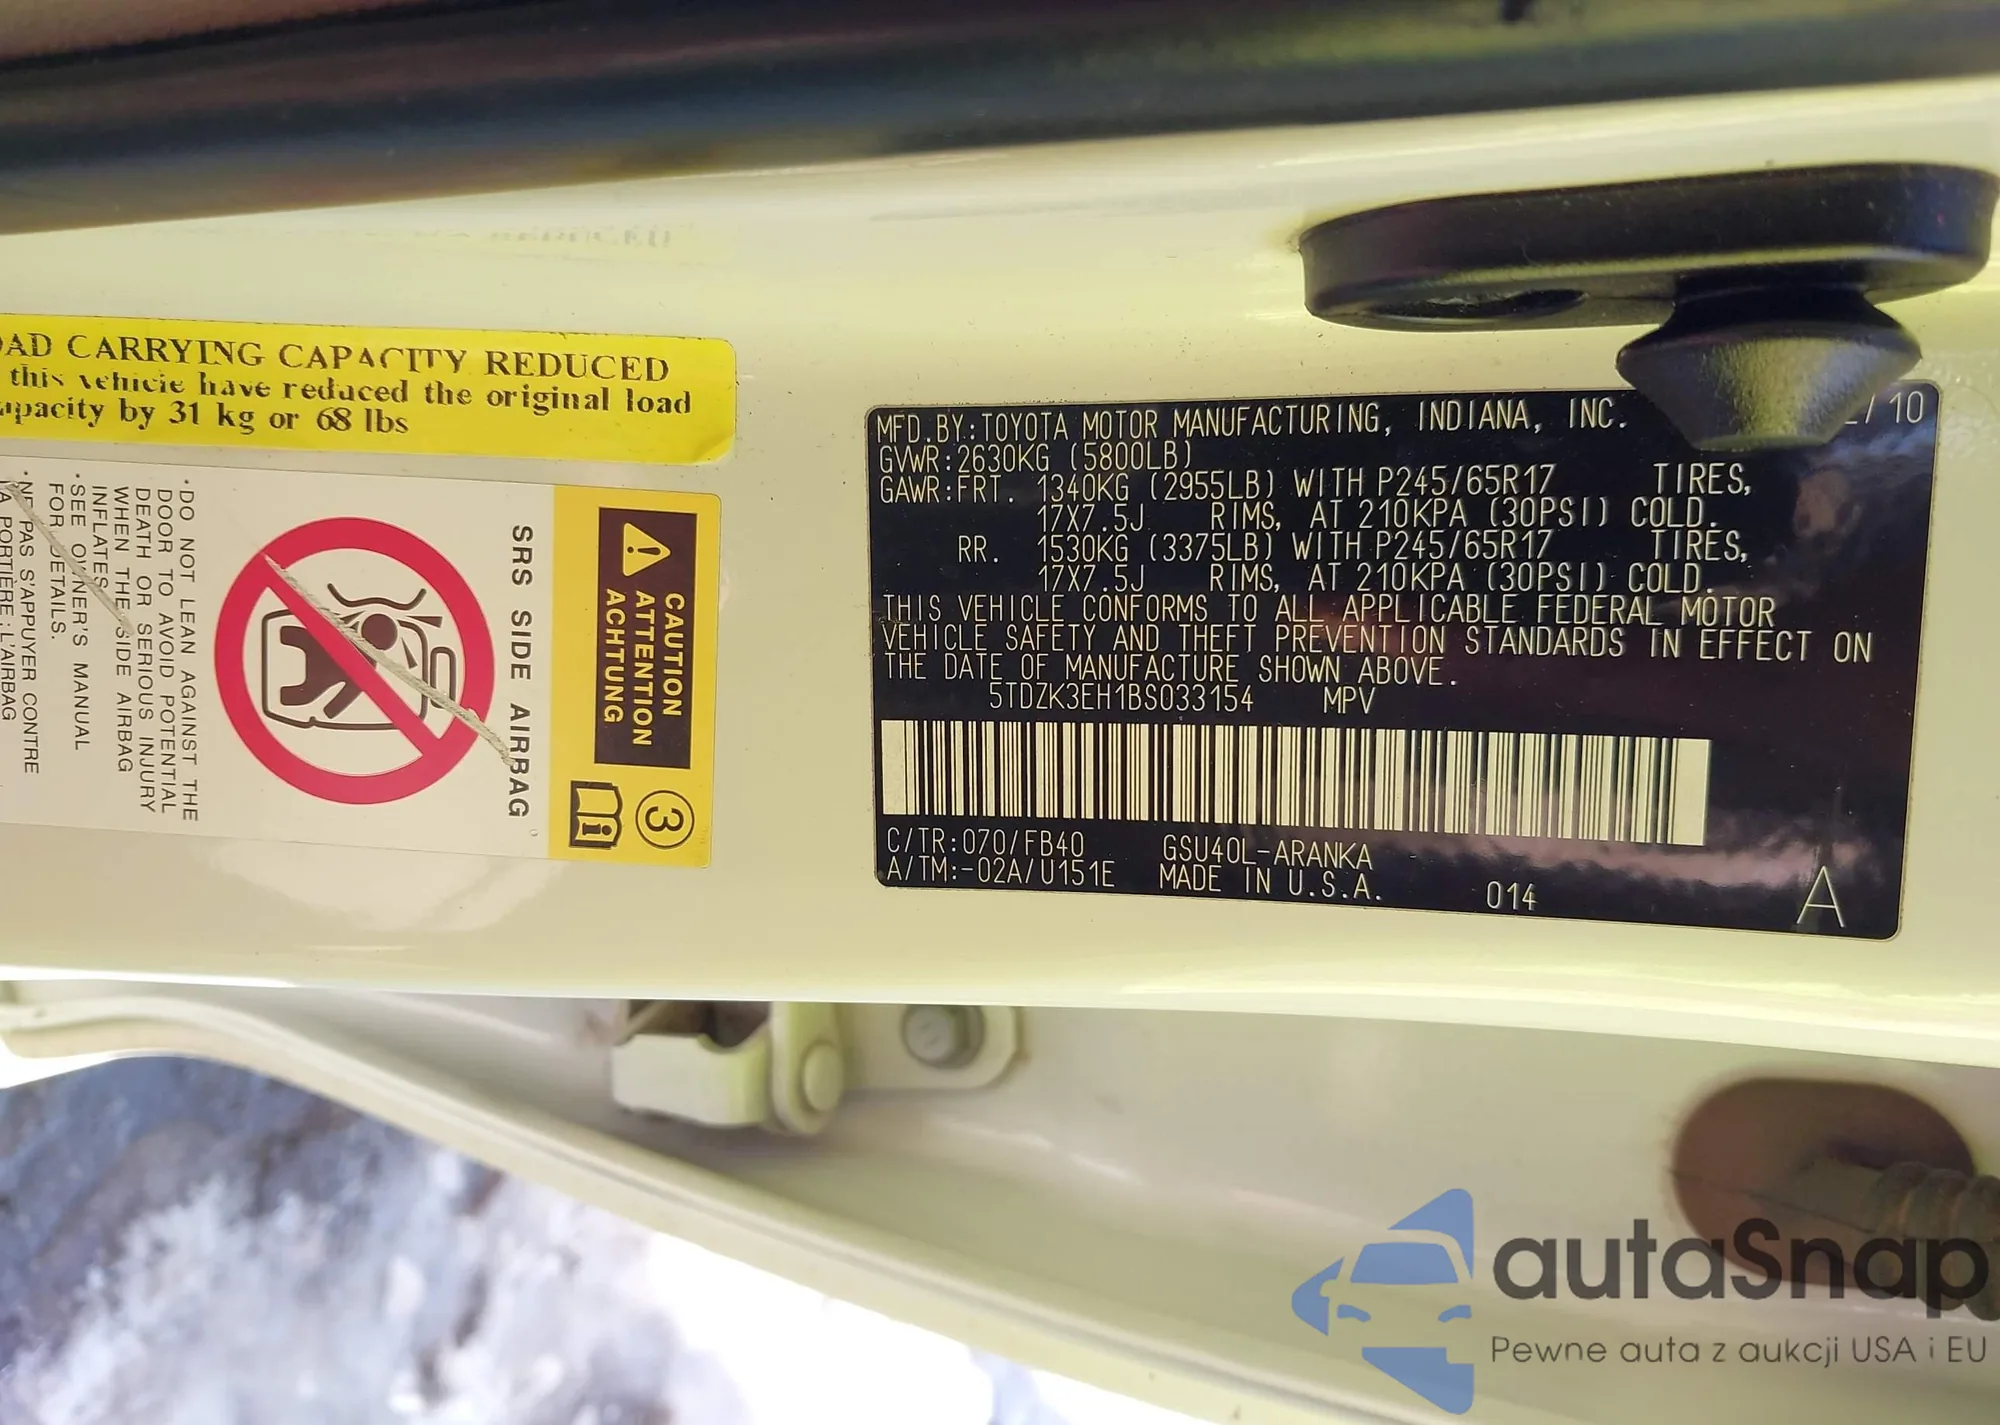 CARRYING CAPACITY REDUCED
this vehicle have reduced the original load
by 31 kg or 68 lbs
CAUTION
ATTENTION
ACHTUNG
3
SRS SIDE AIRBAG
·DO NOT LEAN AGAINST THE
DOOR TO AVOID POTENTIAL
DEATH OR SERIOUS INJURY
WHEN THE SIDE AIRBAG
INFLATES.
·SEE OWNER'S MANUAL
FOR DETAILS.
·NE PAS S'APPUYER CONTRE
LA PORTIÈRE; L'AIRBAG
MFD.BY:TOYOTA MOTOR MANUFACTURING, INDIANA, INC. /10
GVWR:2630KG (5800LB)
GAWR:FRT. 1340KG (2955LB) WITH P245/65R17 TIRES,
17X7.5J RIMS, AT 210KPA (30PSI) COLD.
RR. 1530KG (3375LB) WITH P245/65R17 TIRES,
17X7.5J RIMS, AT 210KPA (30PSI) COLD.
THIS VEHICLE CONFORMS TO ALL APPLICABLE FEDERAL MOTOR
VEHICLE SAFETY AND THEFT PREVENTION STANDARDS IN EFFECT ON
THE DATE OF MANUFACTURE SHOWN ABOVE.
5TDZK3EH1BS033154 MPV
C/TR:070/FB40 GSU40L-ARANKA
A/TM:-02A/U151E MADE IN U.S.A. 014 A
autaSnap
Pewne auta z aukcji USA i EU